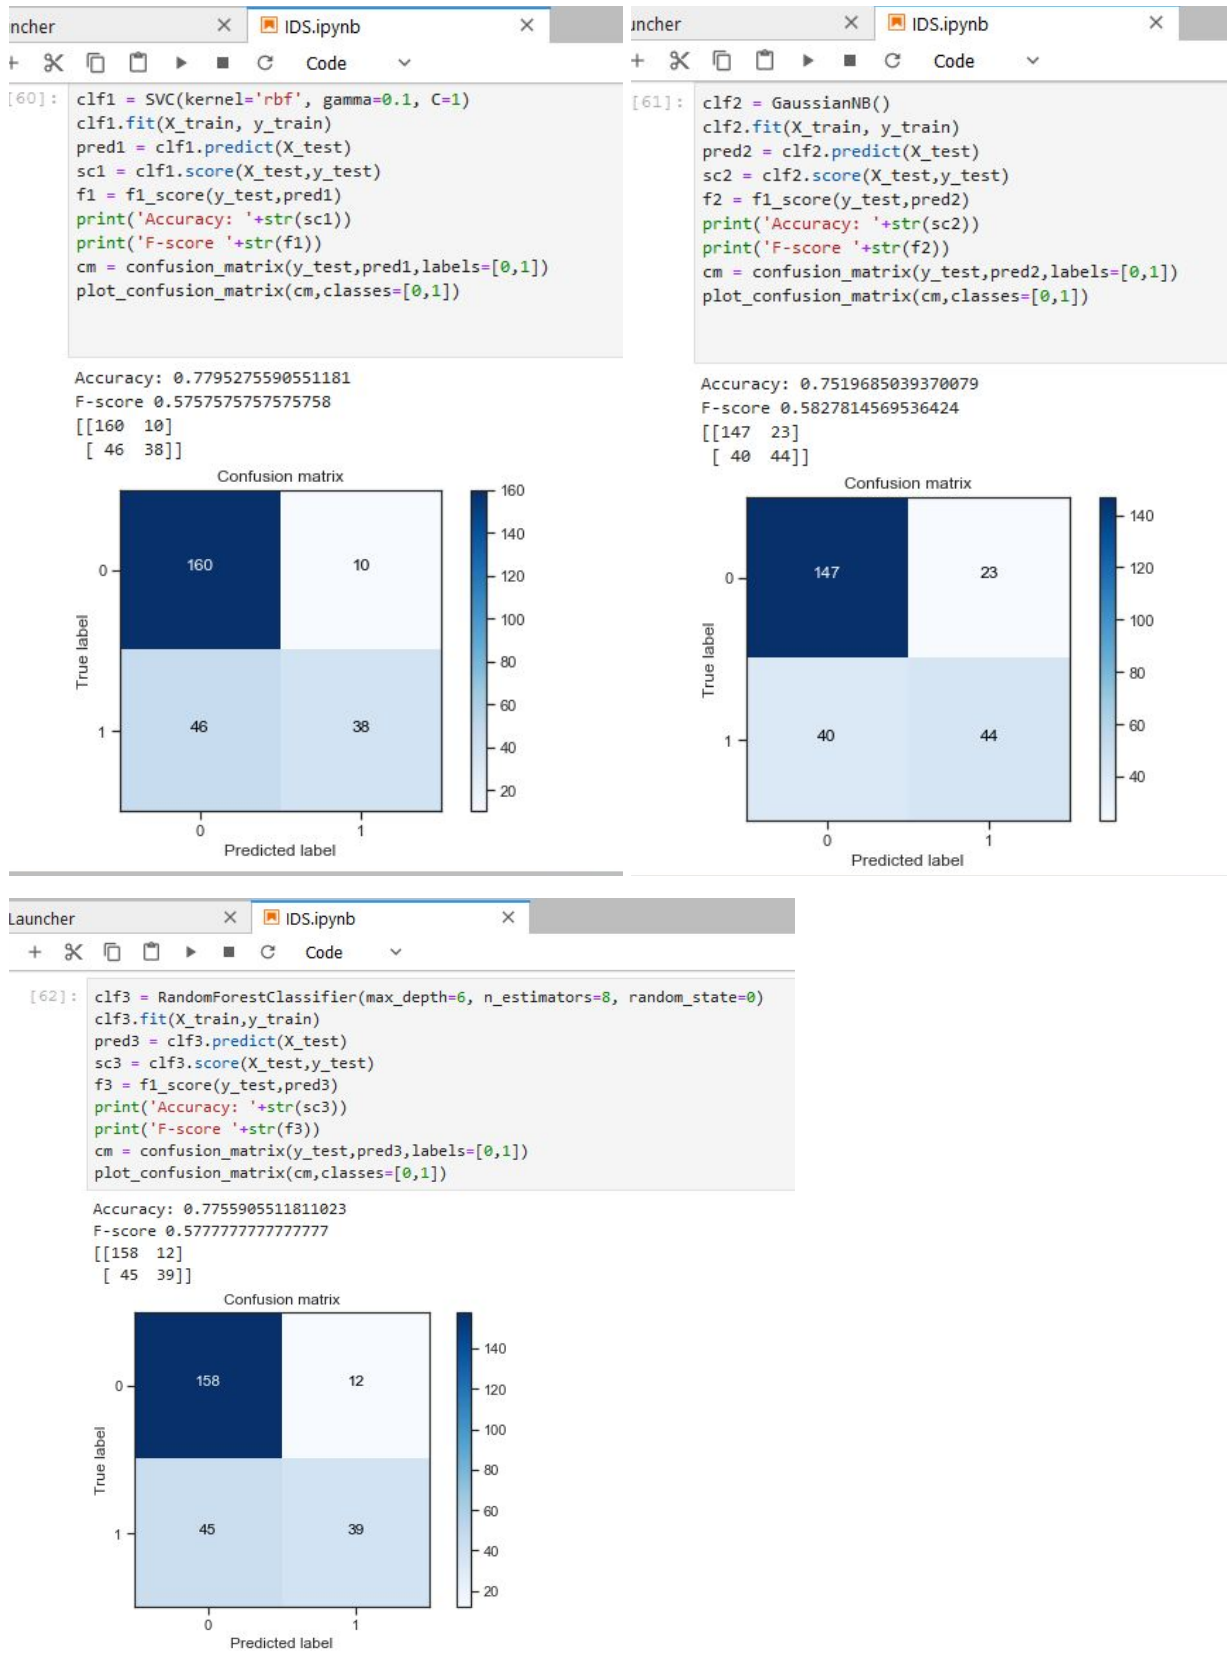 ncher
IDS.ipynb
Code
[60]:
clf1 = SVC(kernel='rbf', gamma=0.1, C=1)
clf1.fit(X_train, y_train)
pred1 = clf1.predict(X_test)
sc1 = clf1.score(X_test,y_test)
f1 = f1_score(y_test,pred1)
print('Accuracy: '+str(sc1))
print('F-score '+str(f1))
cm = confusion_matrix(y_test,pred1,labels=[0,1])
plot_confusion_matrix(cm,classes=[0,1])
Accuracy: 0.7795275590551181
F-score 0.5757575757575758
[[160 10]
[ 46 38]]
Confusion matrix
160
140
120
100
80
60
40
20
True label
0
160 10
1
46 38
0 1
Predicted label
uncher
IDS.ipynb
Code
[61]:
clf2 = GaussianNB()
clf2.fit(X_train, y_train)
pred2 = clf2.predict(X_test)
sc2 = clf2.score(X_test,y_test)
f2 = f1_score(y_test,pred2)
print('Accuracy: '+str(sc2))
print('F-score '+str(f2))
cm = confusion_matrix(y_test,pred2,labels=[0,1])
plot_confusion_matrix(cm,classes=[0,1])
Accuracy: 0.7519685039370079
F-score 0.5827814569536424
[[147 23]
[ 40 44]]
Confusion matrix
140
120
100
80
60
40
True label
0
147 23
1
40 44
0 1
Predicted label
Launcher
IDS.ipynb
Code
[62]:
clf3 = RandomForestClassifier(max_depth=6, n_estimators=8, random_state=0)
clf3.fit(X_train,y_train)
pred3 = clf3.predict(X_test)
sc3 = clf3.score(X_test,y_test)
f3 = f1_score(y_test,pred3)
print('Accuracy: '+str(sc3))
print('F-score '+str(f3))
cm = confusion_matrix(y_test,pred3,labels=[0,1])
plot_confusion_matrix(cm,classes=[0,1])
Accuracy: 0.7755905511811023
F-score 0.5777777777777777
[[158 12]
[ 45 39]]
Confusion matrix
140
120
100
80
60
40
20
True label
0
158 12
1
45 39
0 1
Predicted label